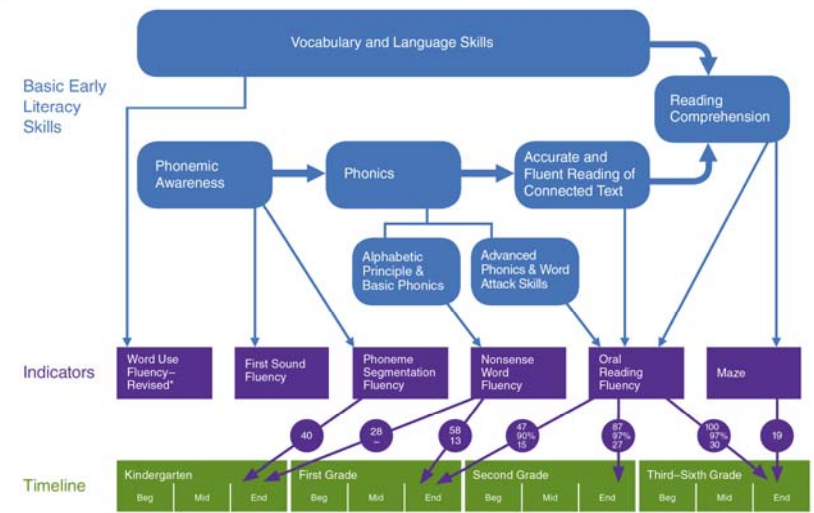 Vocabulary and Language Skills
Basic Early
Literacy
Skills
Reading
Comprehension
Phonemic
Awareness
Phonics
Accurate and
Fluent Reading of
Connected Text
Alphabetic
Principle &
Basic Phonics
Advanced
Phonics & Word
Attack Skills
Indicators
Word Use
Fluency–
Revised*
First Sound
Fluency
Phoneme
Segmentation
Fluency
Nonsense
Word
Fluency
Oral
Reading
Fluency
Maze
40
28
–
58
13
47
90%
15
87
97%
27
100
97%
30
19
Timeline
Kindergarten
Beg
Mid
End
First Grade
Beg
Mid
End
Second Grade
Beg
Mid
End
Third–Sixth Grade
Beg
Mid
End